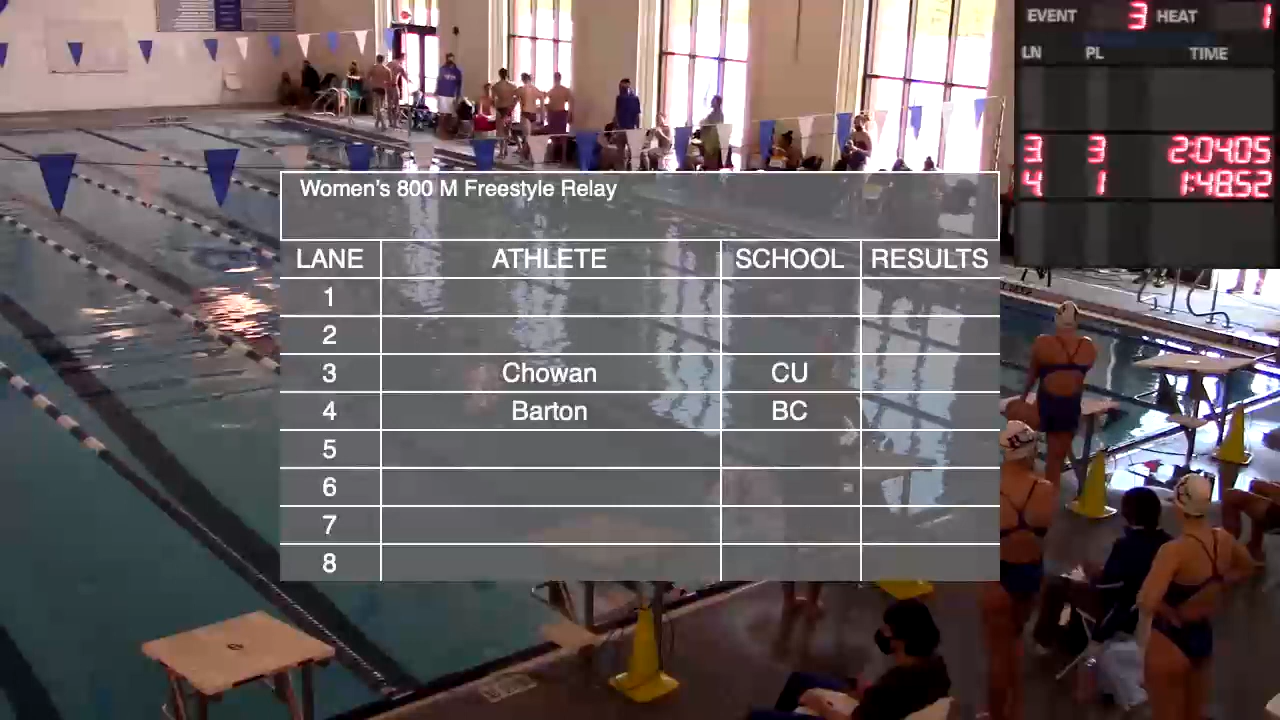 EVENT 3 HEAT 1
LN PL TIME
3 3 2:04.05
4 1 1:48.52
Women's 800 M Freestyle Relay
LANE ATHLETE SCHOOL RESULTS
1
2
3 Chowan CU
4 Barton BC
5
6
7
8